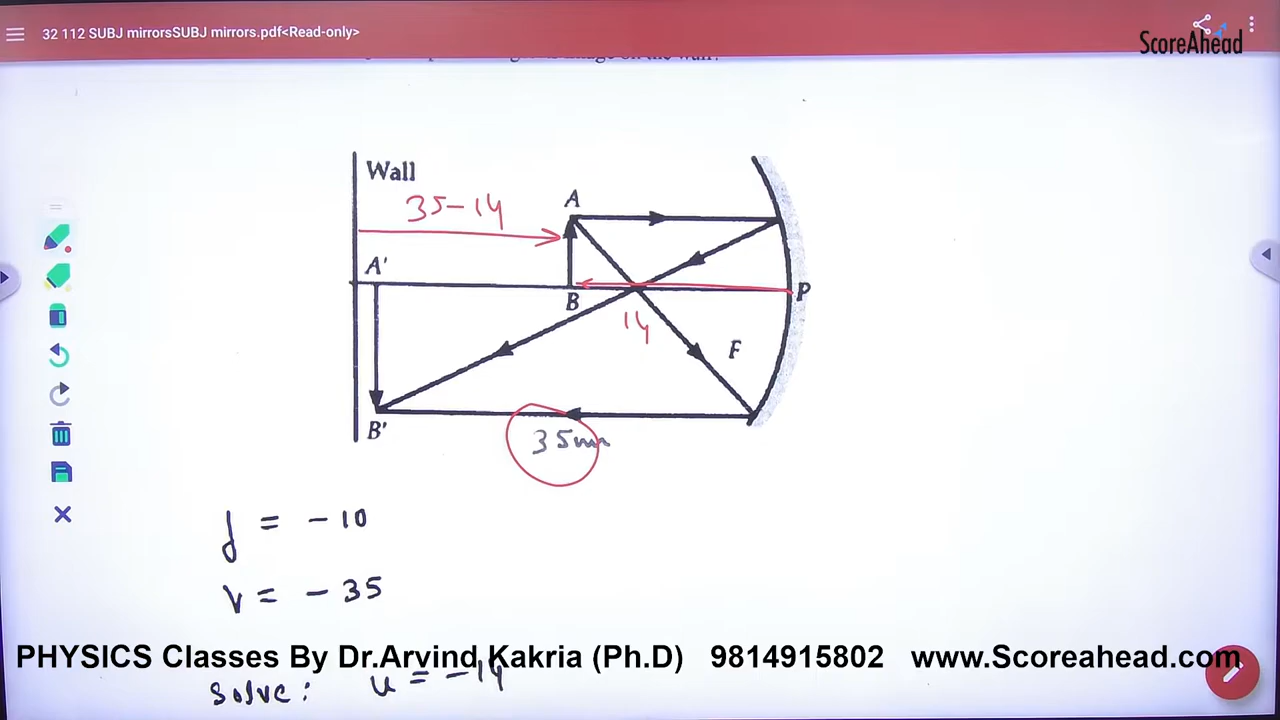 32 112 SUBJ mirrorsSUBJ mirrors.pdf<Read-only>
ScoreAhead
Wall
35-14
A
A'
B
P
14
F
B'
35
f = -10
v = -35
PHYSICS Classes By Dr.Arvind Kakria (Ph.D) 9814915802 www.Scoreahead.com
Solve: u = -14